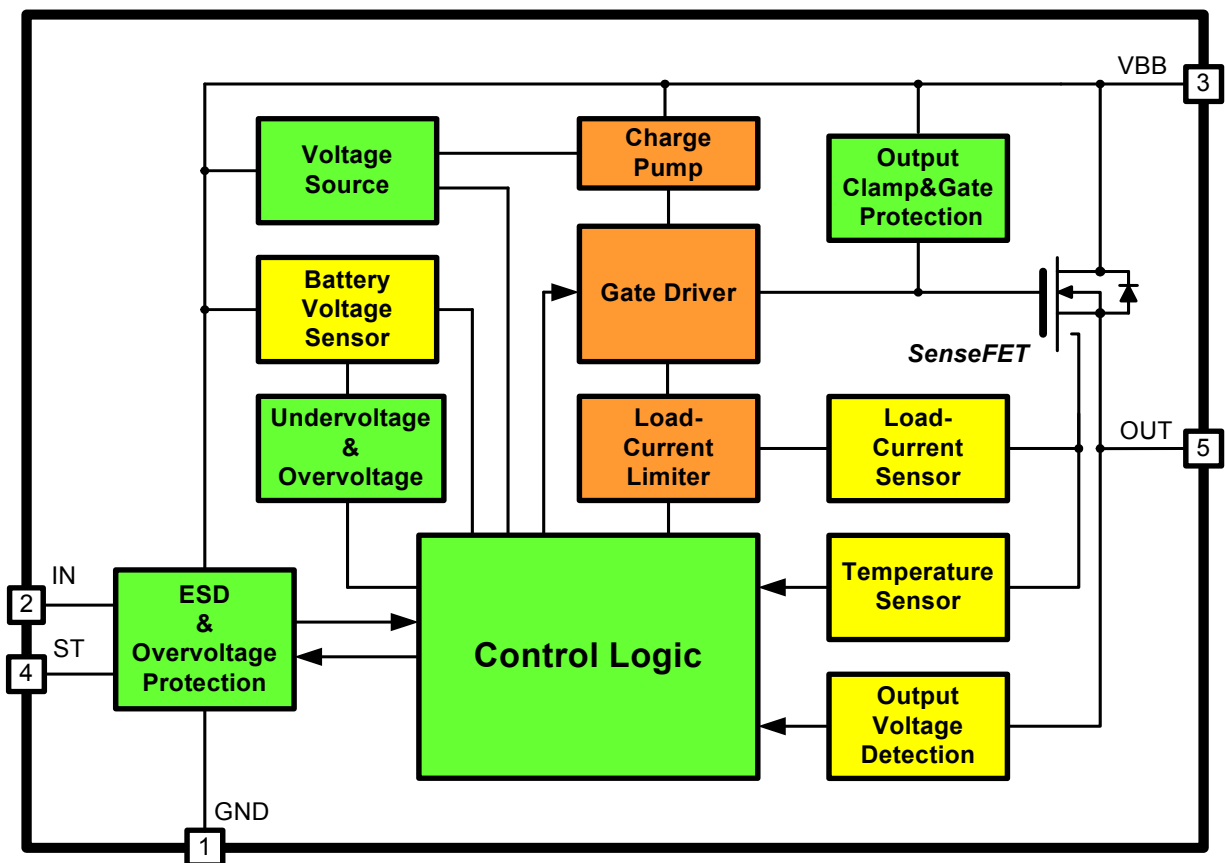 VBB
3
Voltage
Source
Charge
Pump
Output
Clamp&Gate
Protection
Battery
Voltage
Sensor
Gate Driver
SenseFET
Undervoltage
&
Overvoltage
Load-
Current
Limiter
Load-
Current
Sensor
OUT
5
IN
2
ST
4
ESD
&
Overvoltage
Protection
Control Logic
Temperature
Sensor
Output
Voltage
Detection
GND
1